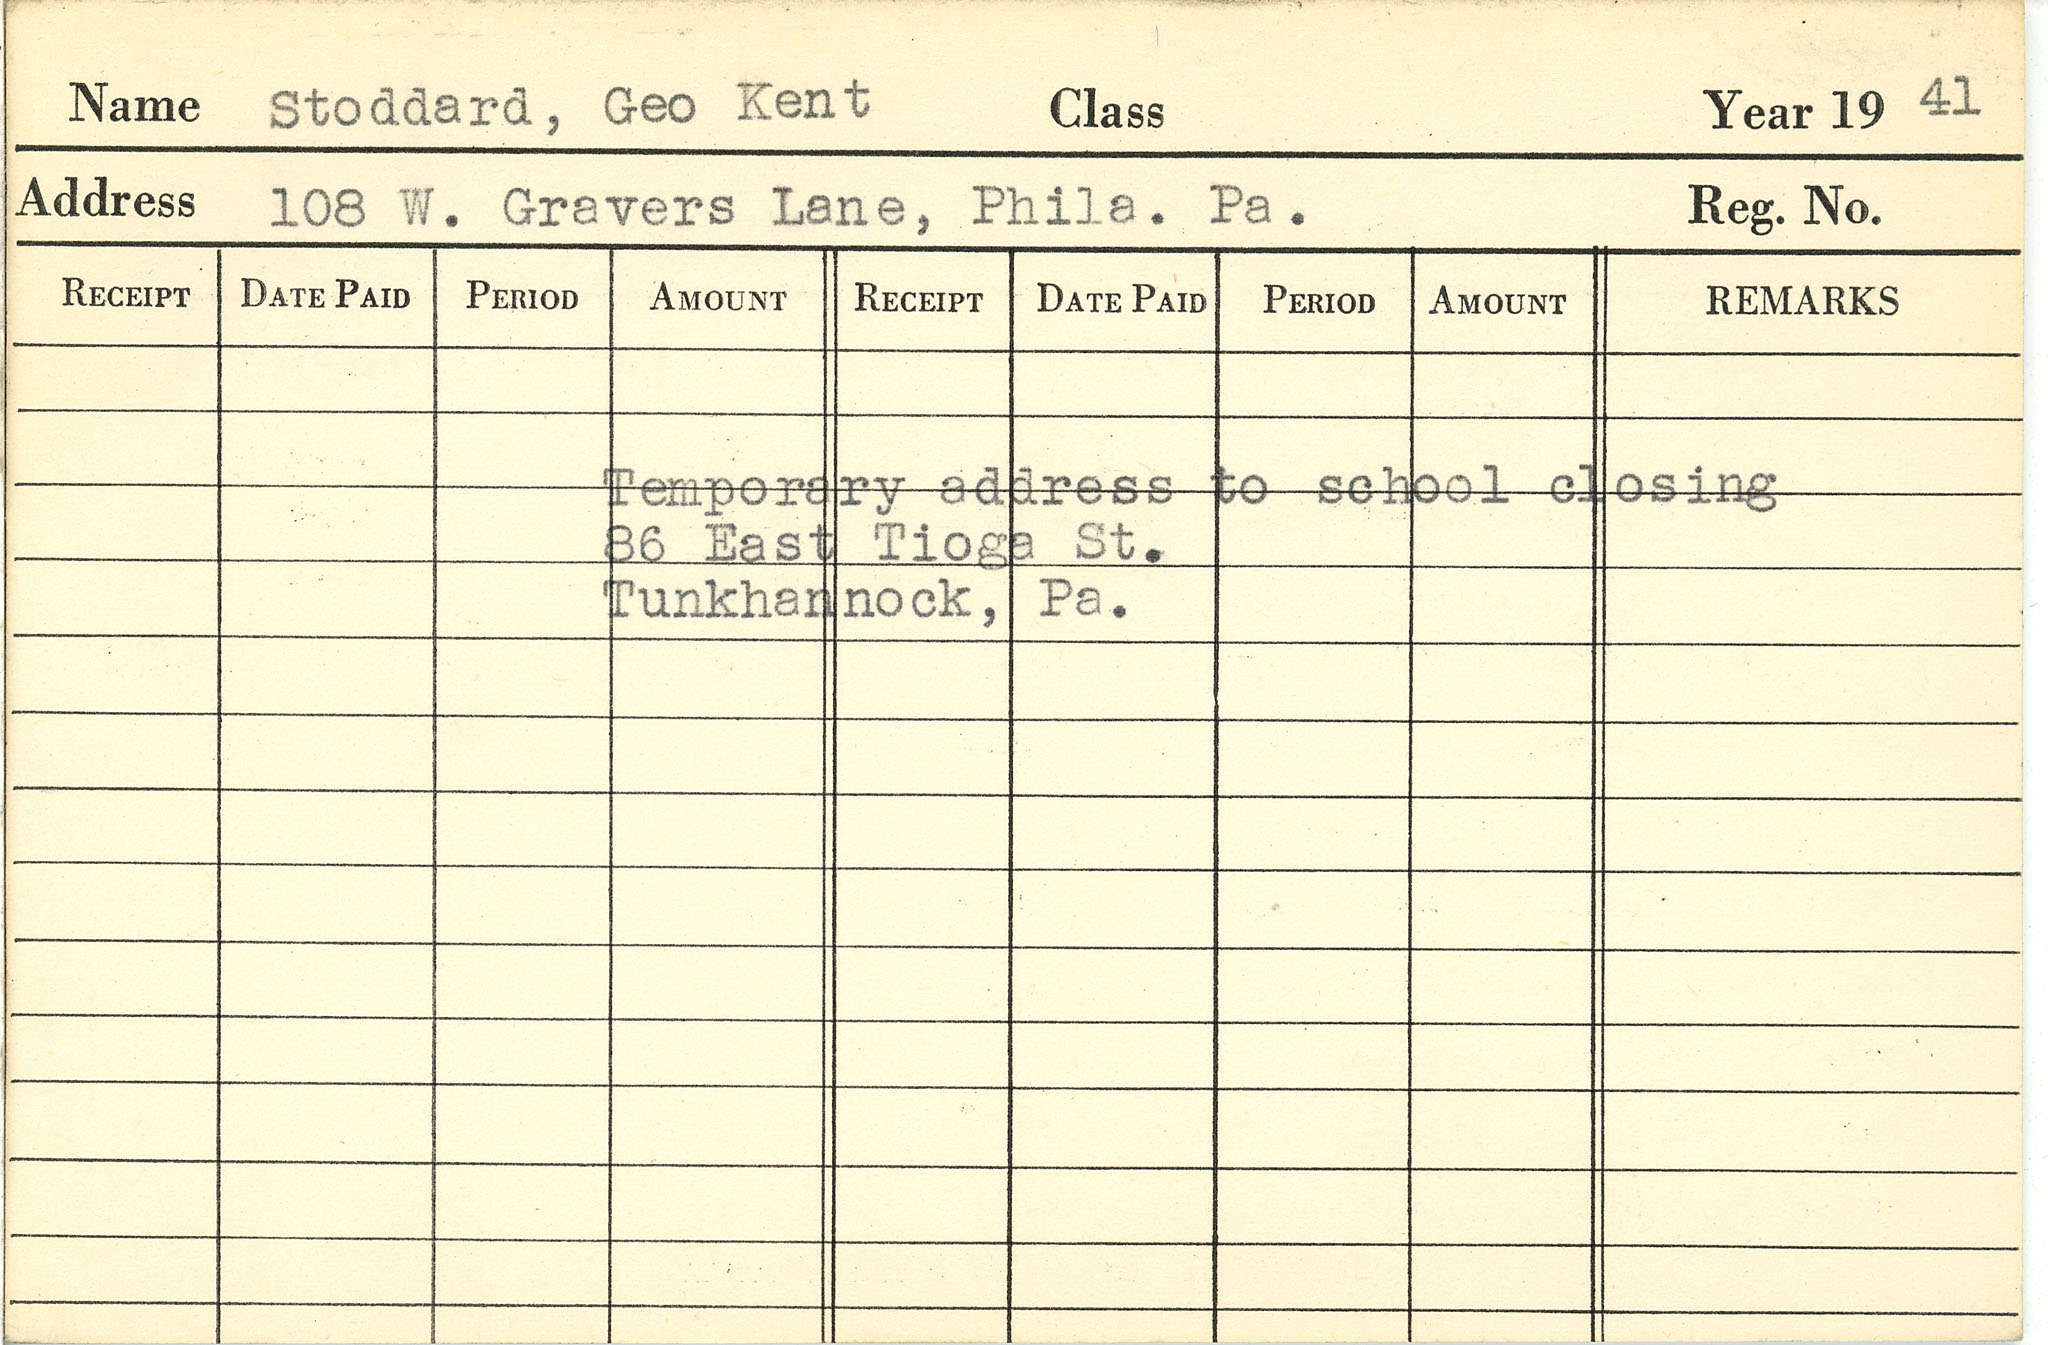 Name Stoddard, Geo Kent Class Year 19 41
Address 108 W. Gravers Lane, Phila. Pa. Reg. No.
RECEIPT DATE PAID PERIOD AMOUNT RECEIPT DATE PAID PERIOD AMOUNT REMARKS
Temporary address to school closing
86 East Tioga St.
Tunkhannock, Pa.